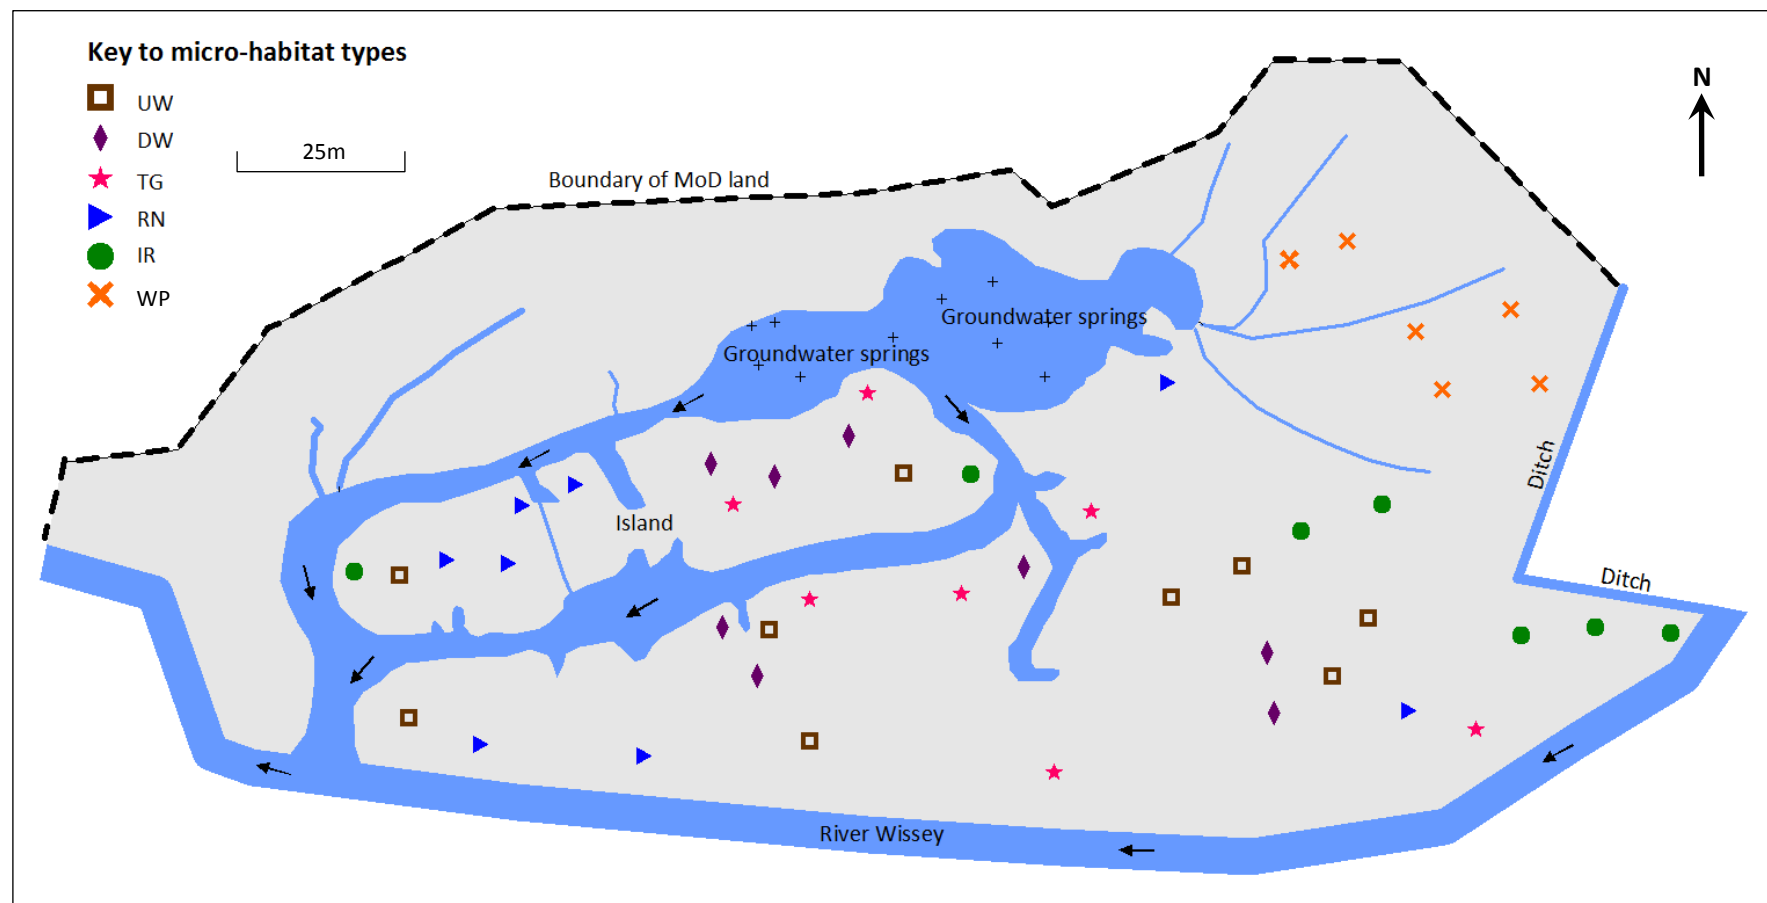 Key to micro-habitat types
UW
DW
TG
RN
IR
WP
25m
Boundary of MoD land
N
Groundwater springs
Groundwater springs
Island
Ditch
Ditch
River Wissey